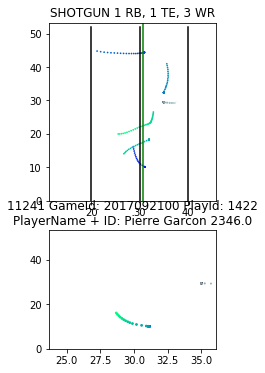 SHOTGUN 1 RB, 1 TE, 3 WR
50
40
30
20
10
0
20 30 40
11241 GameId: 2017092100 PlayId: 1422
PlayerName + ID: Pierre Garcon 2346.0
40
20
0
25.0 27.5 30.0 32.5 35.0